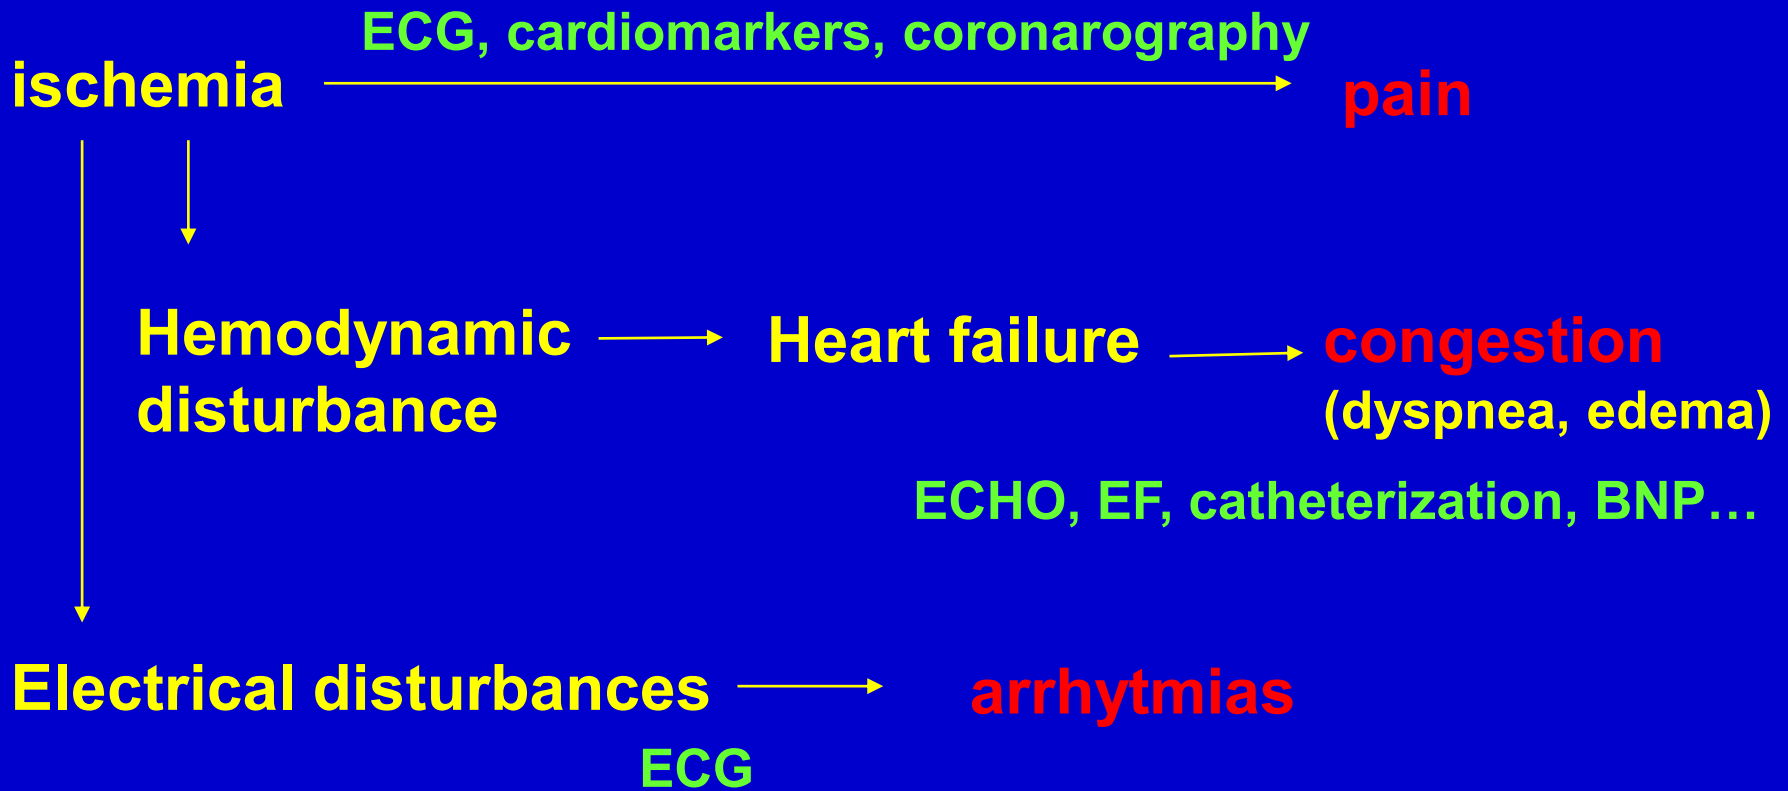 ECG, cardiomarkers, coronarography
ischemia
pain
Hemodynamic
disturbance
Heart failure
congestion
(dyspnea, edema)
ECHO, EF, catheterization, BNP…
Electrical disturbances
arrhytmias
ECG